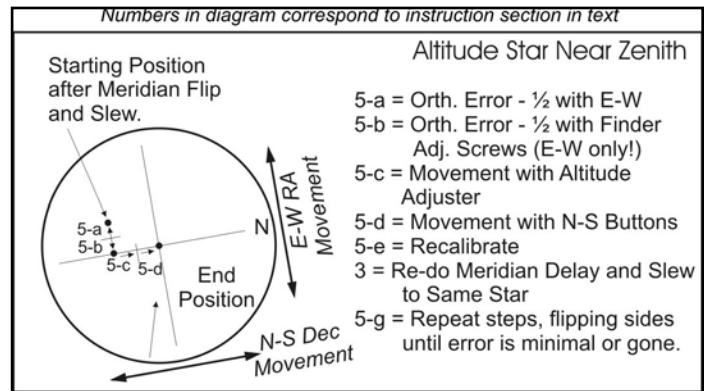 Numbers in diagram correspond to instruction section in text
Altitude Star Near Zenith
Starting Position
after Meridian Flip
and Slew.
5-a
5-b
5-c
5-d
N
E-W RA
Movement
End
Position
N-S Dec
Movement
5-a = Orth. Error - ½ with E-W
5-b = Orth. Error - ½ with Finder
Adj. Screws (E-W only!)
5-c = Movement with Altitude
Adjuster
5-d = Movement with N-S Buttons
5-e = Recalibrate
3 = Re-do Meridian Delay and Slew
to Same Star
5-g = Repeat steps, flipping sides
until error is minimal or gone.